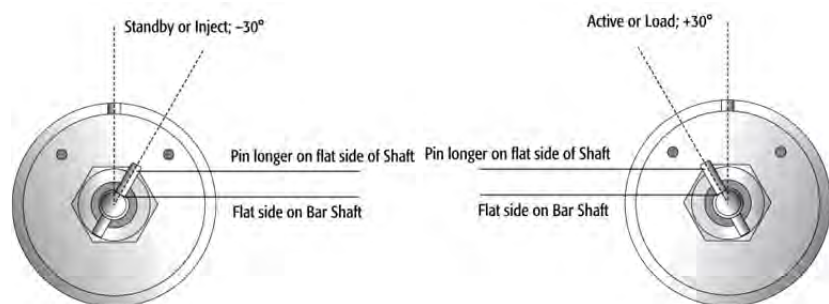 Standby or Inject; –30°
Active or Load; +30°
Pin longer on flat side of Shaft
Pin longer on flat side of Shaft
Flat side on Bar Shaft
Flat side on Bar Shaft